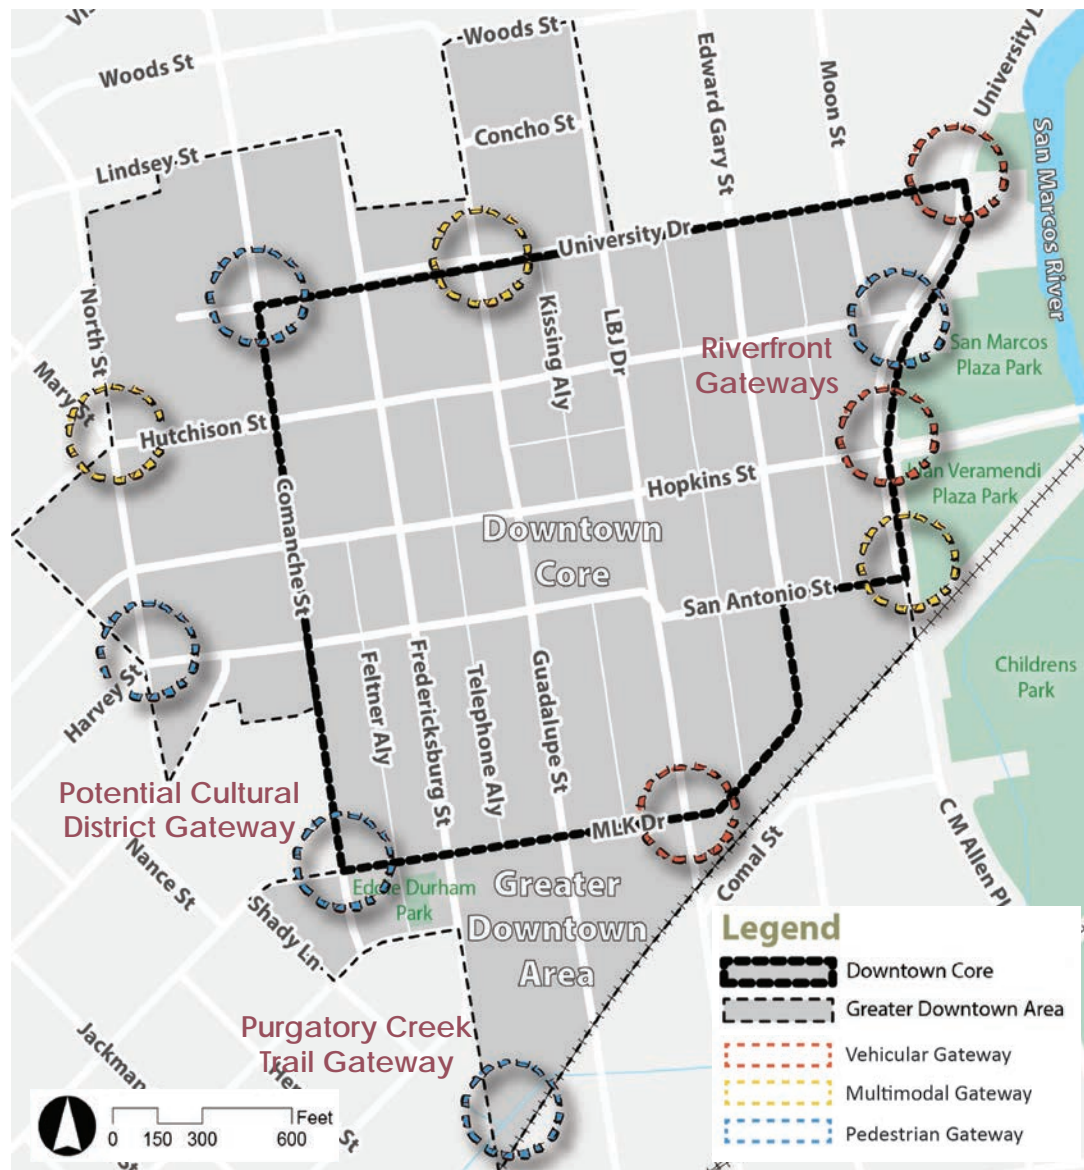 Woods St
University D
Woods St
Edward Gary St
Moon St
Concho St
San Marcos River
Lindsey St
University Dr
North St
Kissing Aly
LBJ Dr
Riverfront
Gateways
San Marcos
Plaza Park
Mary St
Hutchison St
Hopkins St
Plaza Park
Comanche St
Downtown
Core
San Antonio St
Feltner Aly
Fredericksburg St
Telephone Aly
Guadalupe St
Childrens
Park
Harvey St
Potential Cultural
District Gateway
MLK Dr
Comal St
C M Allen P
Nance St
Eddie Durham
Park
Greater
Downtown
Area
Shady Ln
Purgatory Creek
Trail Gateway
Jackman
Legend
Downtown Core
Greater Downtown Area
Vehicular Gateway
Multimodal Gateway
Pedestrian Gateway
Feet
0 150 300 600
St